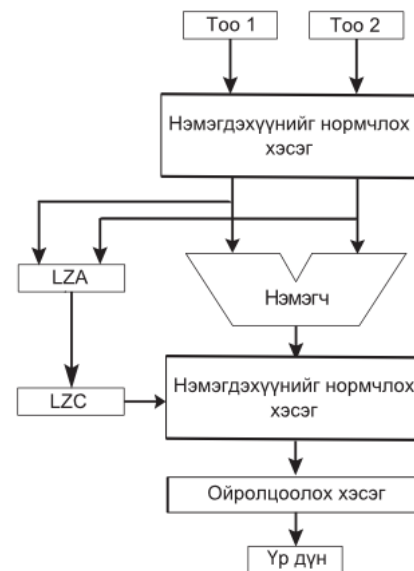 Тоо 1
Тоо 2
Нэмэгдэхүүнийг нормчлох
хэсэг
LZA
Нэмэгч
Нэмэгдэхүүнийг нормчлох
хэсэг
LZC
Ойролцоолох хэсэг
Үр дүн